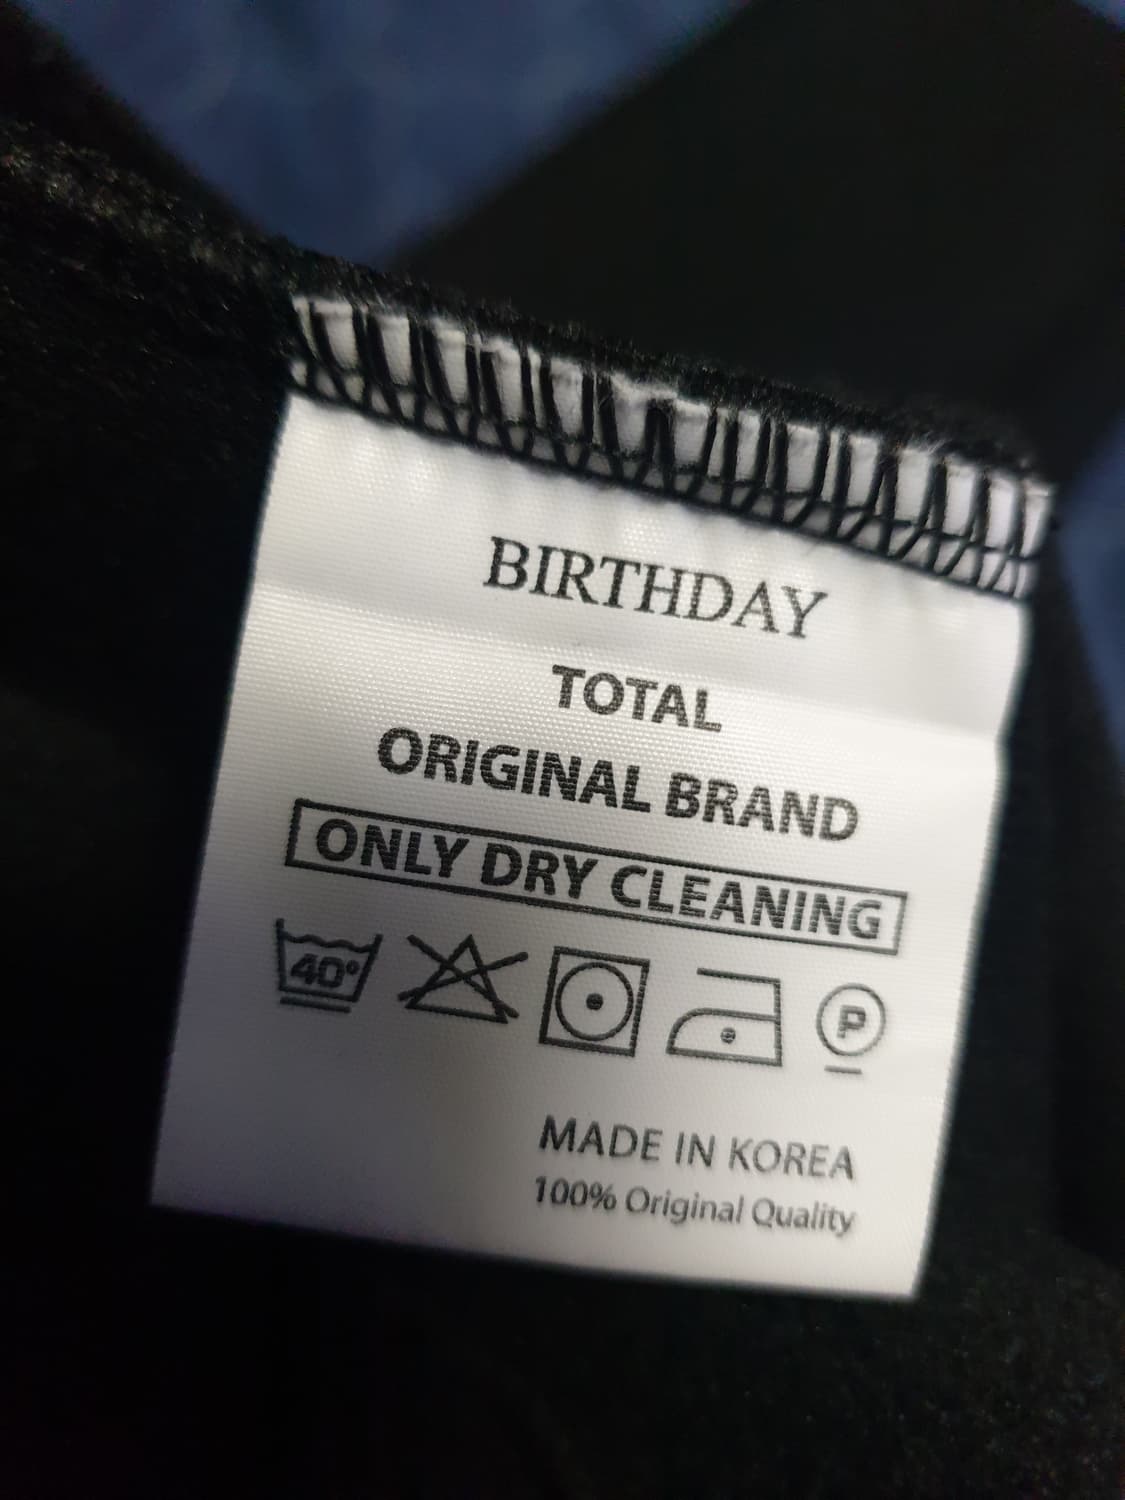 BIRTHDAY
TOTAL
ORIGINAL BRAND
ONLY DRY CLEANING
40°
P
MADE IN KOREA
100% Original Quality